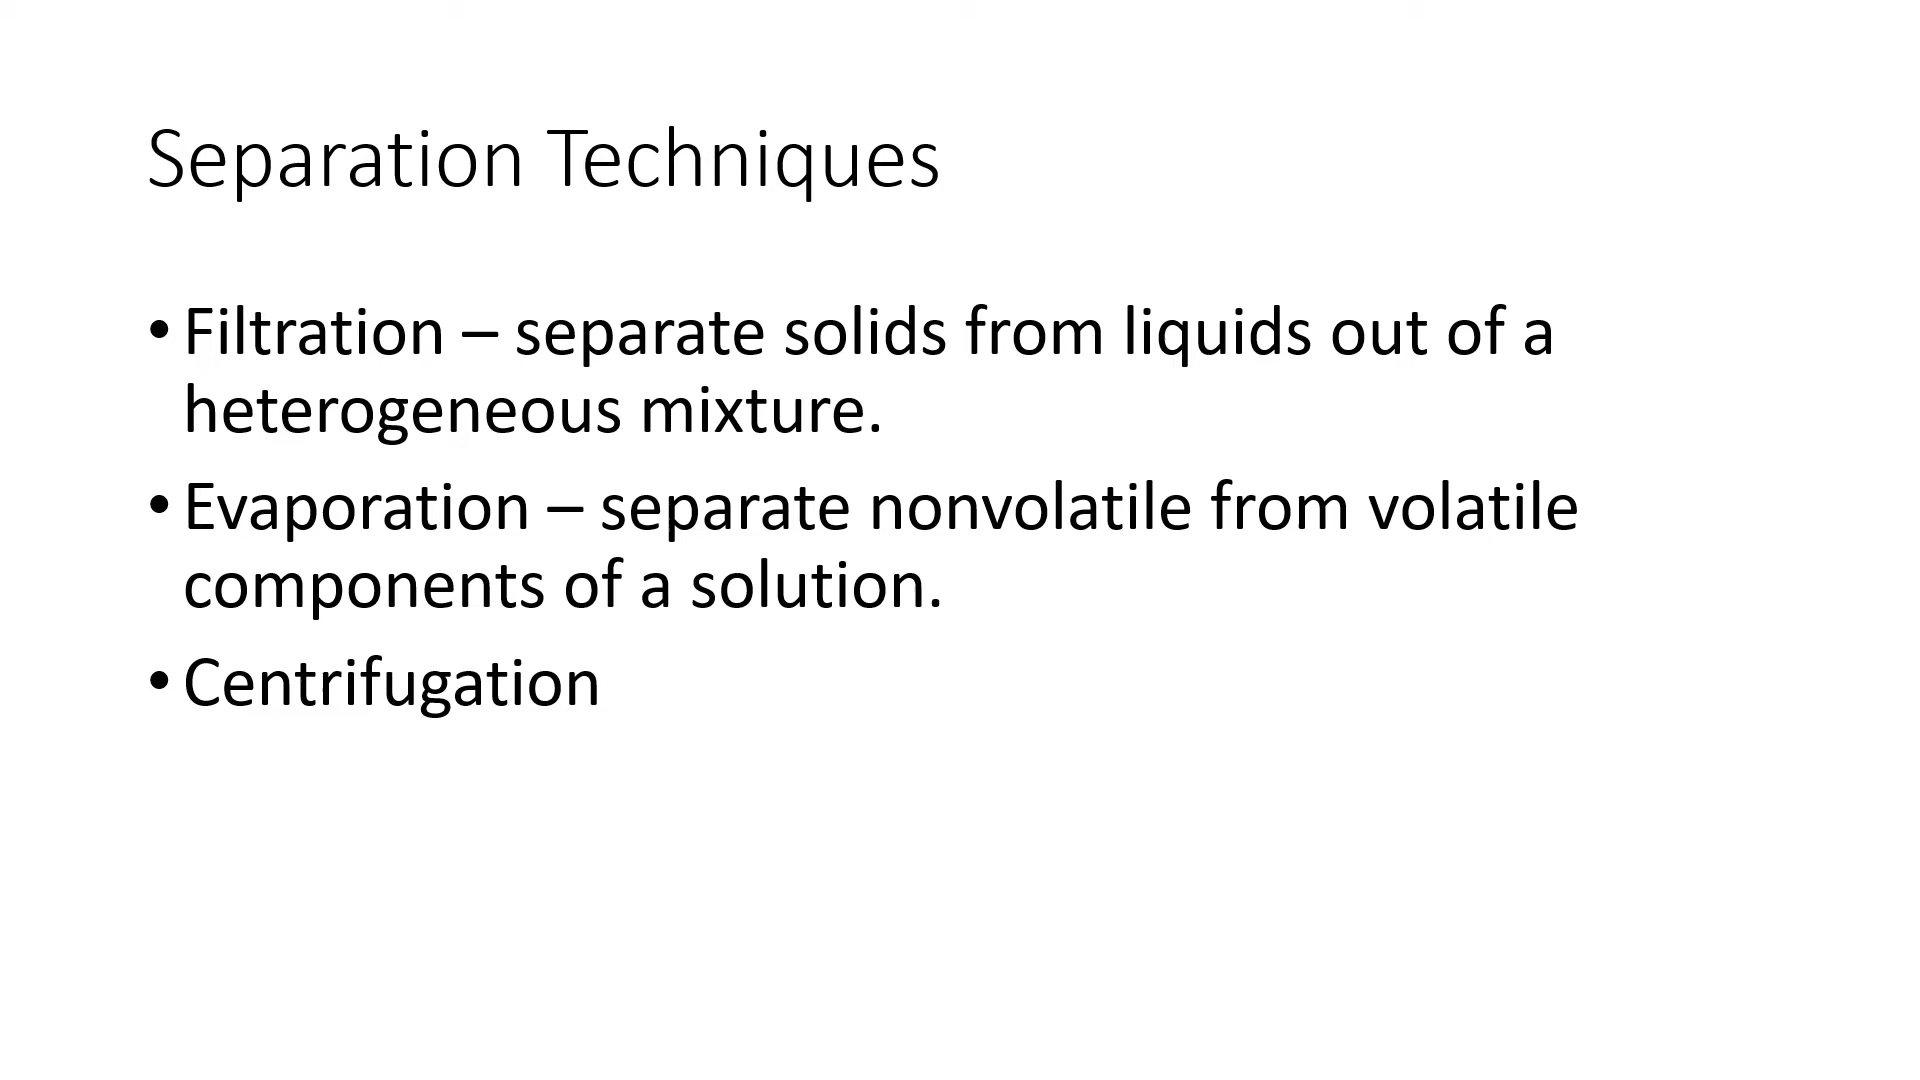 Separation Techniques
• Filtration – separate solids from liquids out of a
heterogeneous mixture.
• Evaporation – separate nonvolatile from volatile
components of a solution.
• Centrifugation